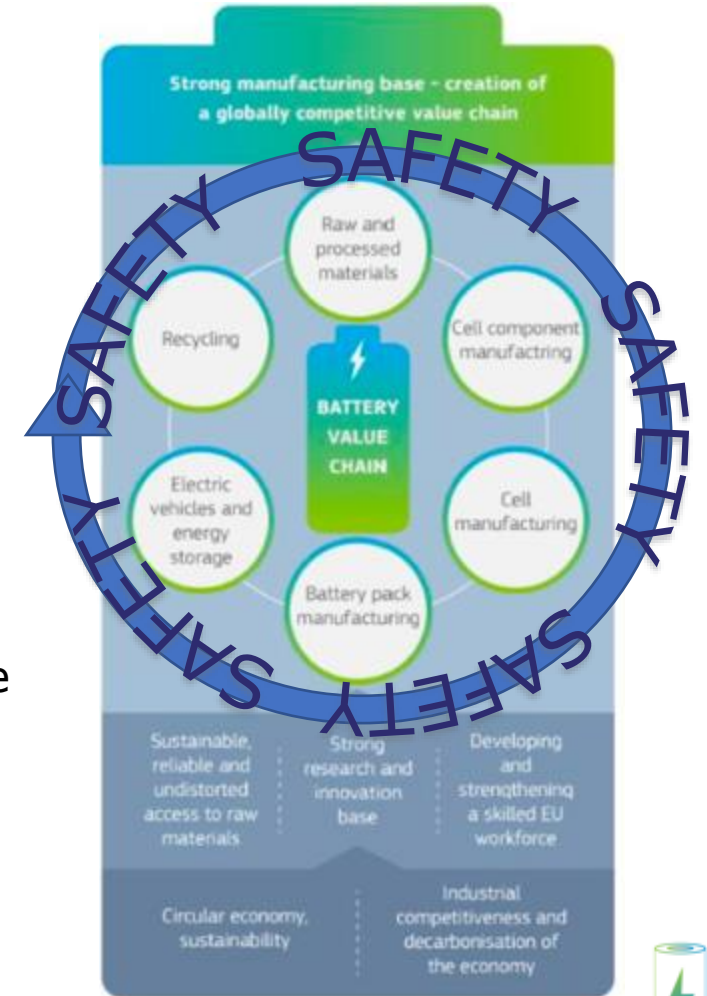 Strong manufacturing base – creation of
a globally competitive value chain
SAFETY
SAFETY
SAFETY
SAFETY
SAFETY
Raw and
processed
materials
Cell component
manufactring
Cell
manufacturing
Battery pack
manufacturing
Electric
vehicles and
energy
storage
Recycling
BATTERY
VALUE
CHAIN
e
Sustainable,
reliable and
undistorted
access to raw
materials
Strong
research and
innovation
base
Developing
and
strengthening
a skilled EU
workforce
Circular economy,
sustainability
Industrial
competitiveness and
decarbonisation of
the economy